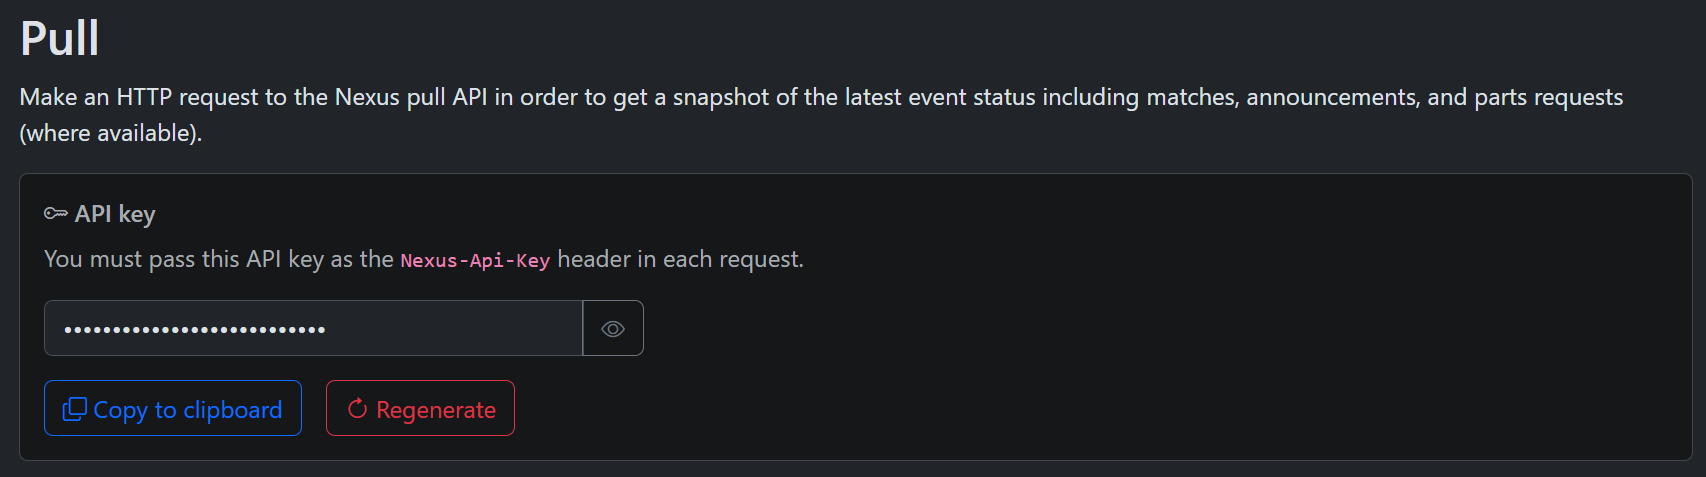 Pull
Make an HTTP request to the Nexus pull API in order to get a snapshot of the latest event status including matches, announcements, and parts requests
(where available).
API key
You must pass this API key as the Nexus-Api-Key header in each request.
•••••••••••••••••••••••••••
Copy to clipboard
Regenerate